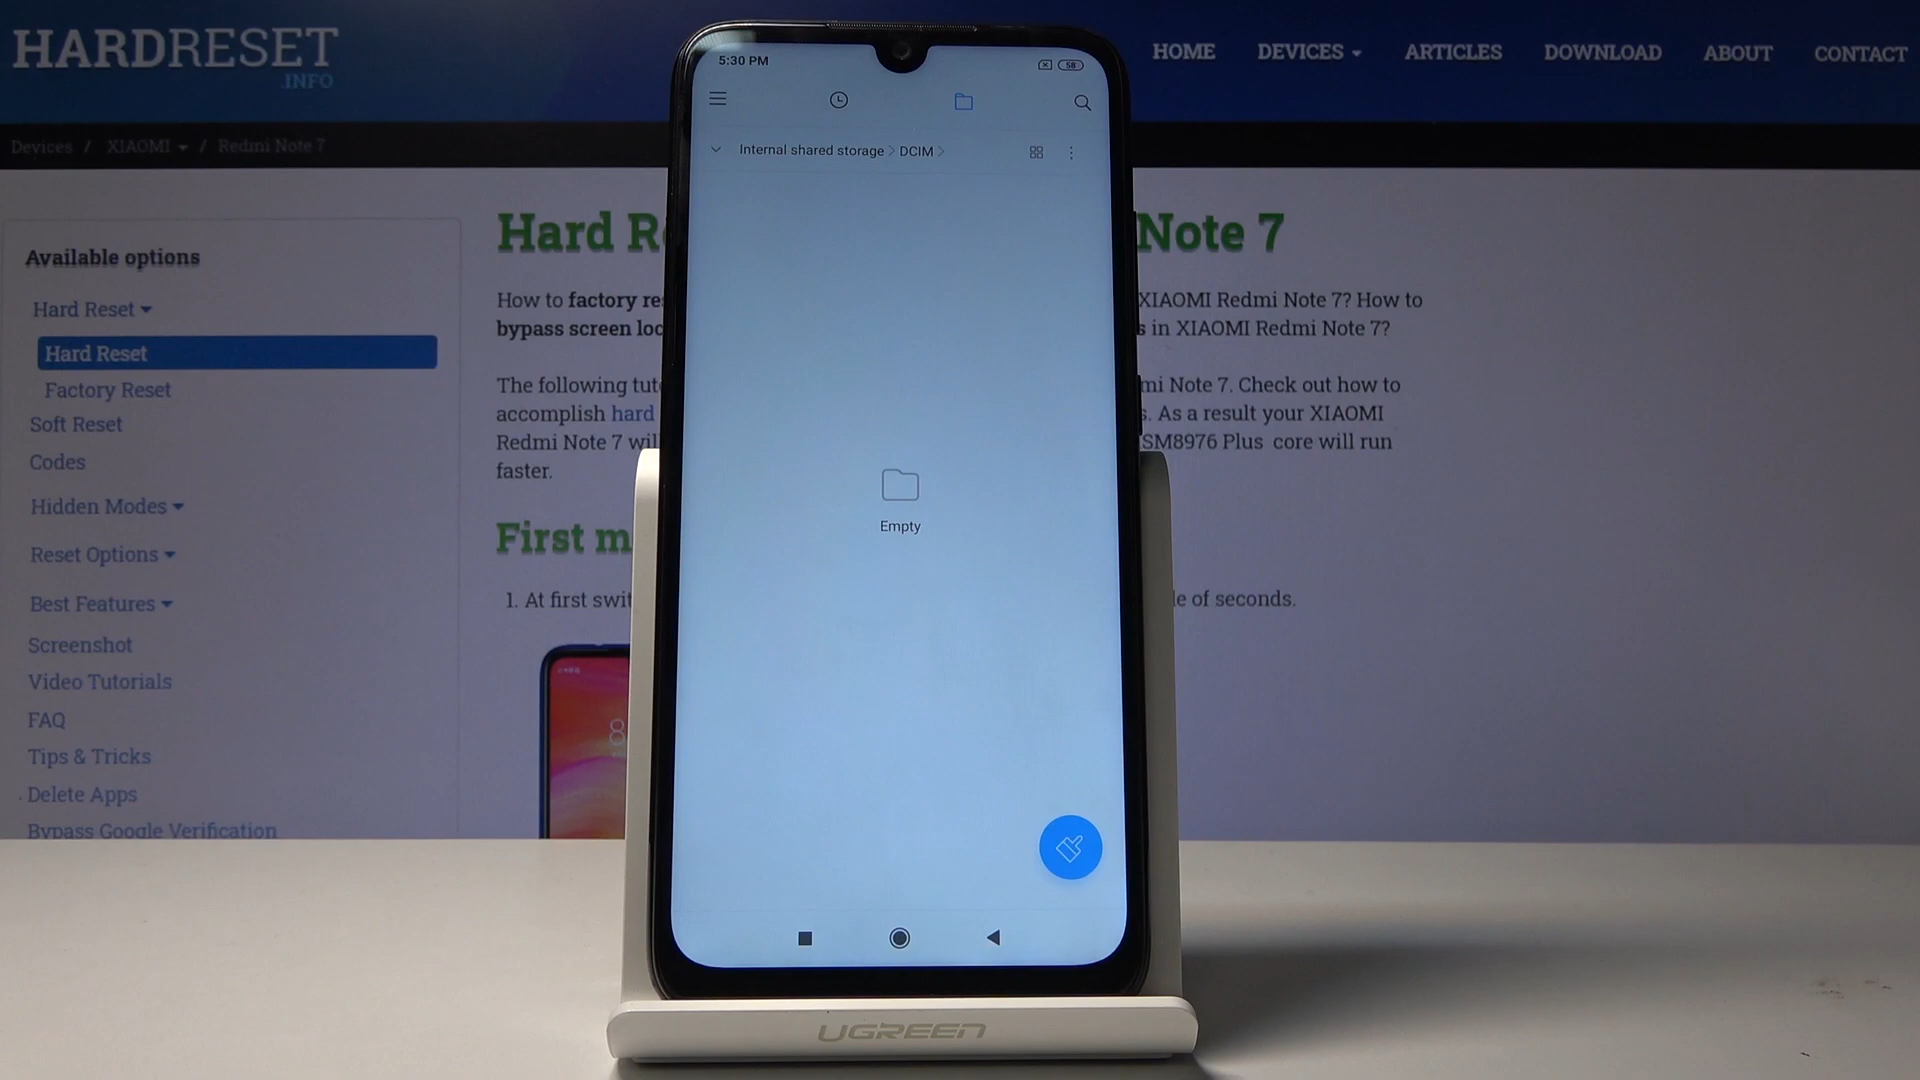 HARDRESET
.INFO
HOME DEVICES ARTICLES DOWNLOAD ABOUT CONTACT
Devices / XIAOMI / Redmi Note 7
Available options
Hard Reset
Hard Reset
Factory Reset
Soft Reset
Codes
Hidden Modes
Reset Options
Best Features
Screenshot
Video Tutorials
FAQ
Tips & Tricks
Delete Apps
Bypass Google Verification
Hard R Note 7
How to factory re XIAOMI Redmi Note 7? How to
bypass screen loc s in XIAOMI Redmi Note 7?
The following tut mi Note 7. Check out how to
accomplish hard s. As a result your XIAOMI
Redmi Note 7 will SM8976 Plus core will run
faster.
First m
1. At first swit le of seconds.
8
5:30 PM
58
Internal shared storage > DCIM >
Empty
UGREEN